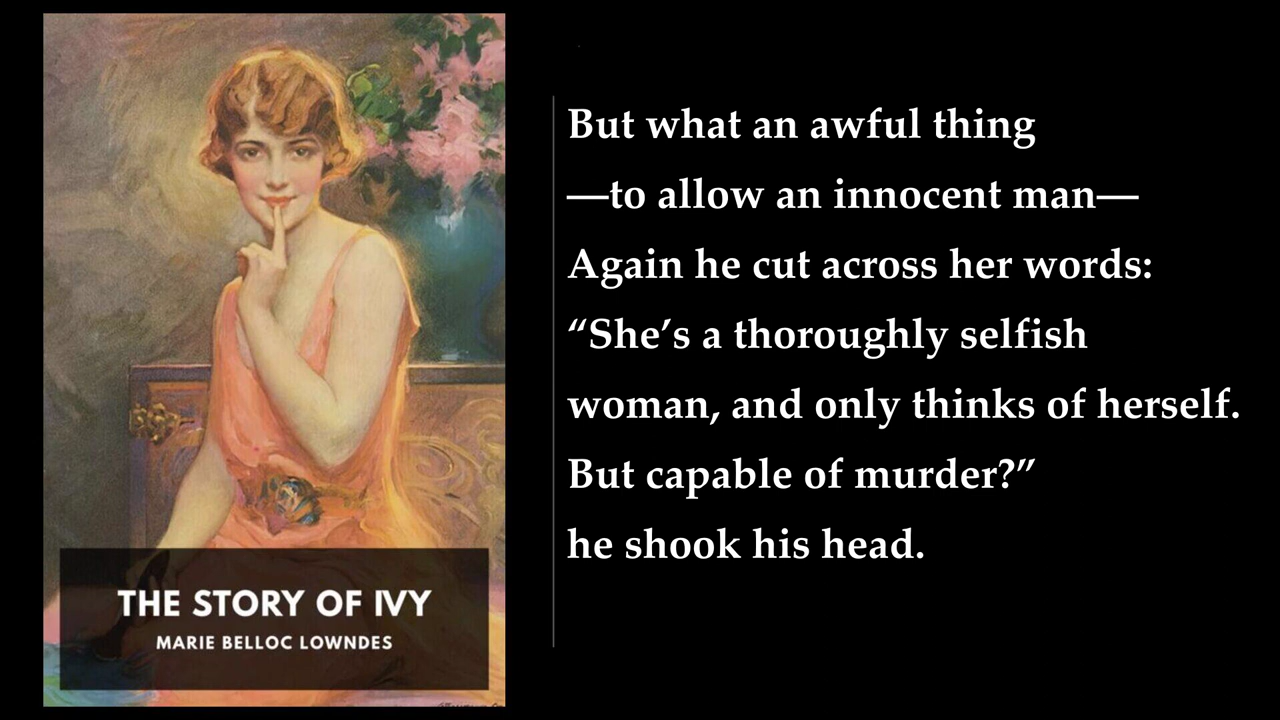 THE STORY OF IVY
MARIE BELLOC LOWNDES
But what an awful thing
—to allow an innocent man—
Again he cut across her words:
“She’s a thoroughly selfish
woman, and only thinks of herself.
But capable of murder?”
he shook his head.